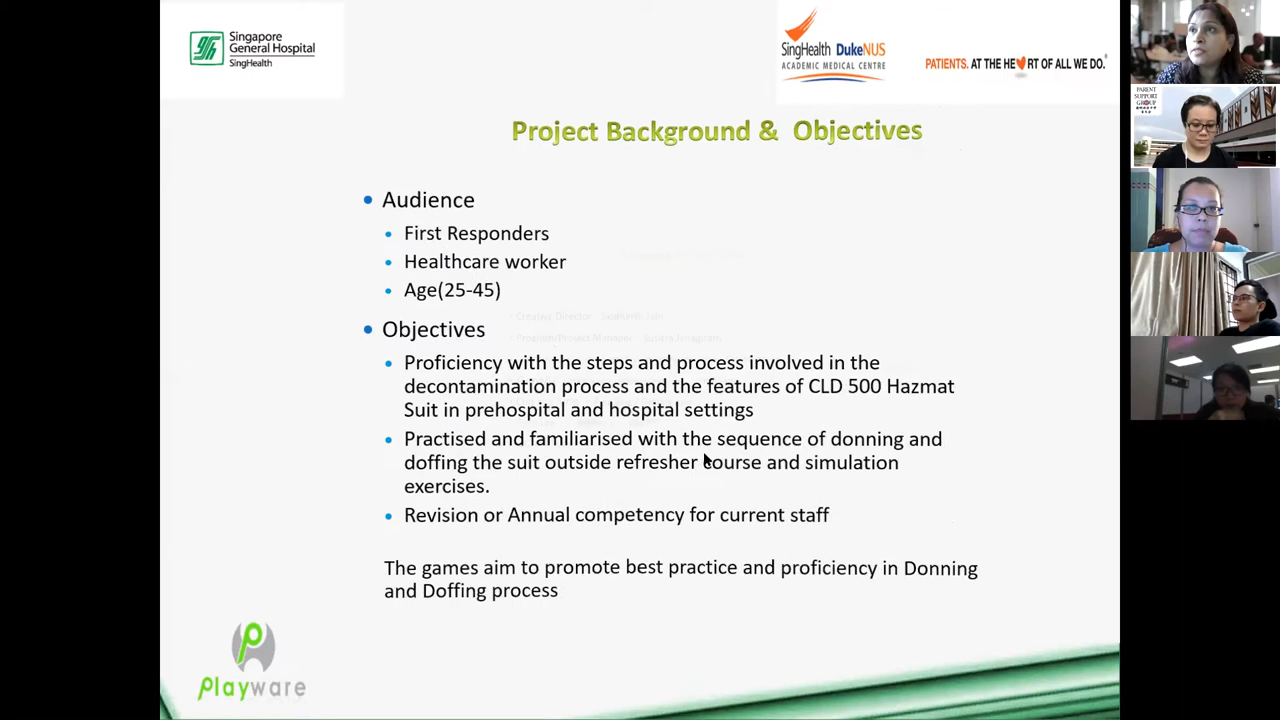 Singapore
General Hospital
SingHealth
SingHealth DukeNUS
ACADEMIC MEDICAL CENTRE
PATIENTS. AT THE HEART OF ALL WE DO.®
PARENT
SUPPORT
GROUP
Project Background & Objectives
• Audience
• First Responders
• Healthcare worker
• Age(25-45)
• Objectives
• Proficiency with the steps and process involved in the
decontamination process and the features of CLD 500 Hazmat
Suit in prehospital and hospital settings
• Practised and familiarised with the sequence of donning and
doffing the suit outside refresher course and simulation
exercises.
• Revision or Annual competency for current staff
The games aim to promote best practice and proficiency in Donning
and Doffing process
Playware